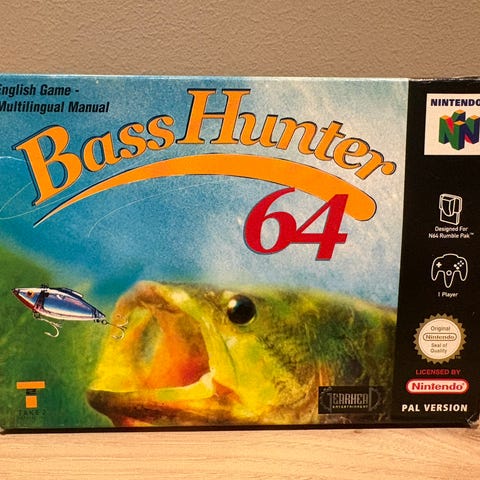 English Game -
Multilingual Manual
Bass Hunter
64
NINTENDO
N
Designed For
N64 Rumble Pak™
1 Player
Original
Nintendo
Seal of
Quality
LICENSED BY
Nintendo
PAL VERSION
T
TAKE 2
ENTERTAINMENT